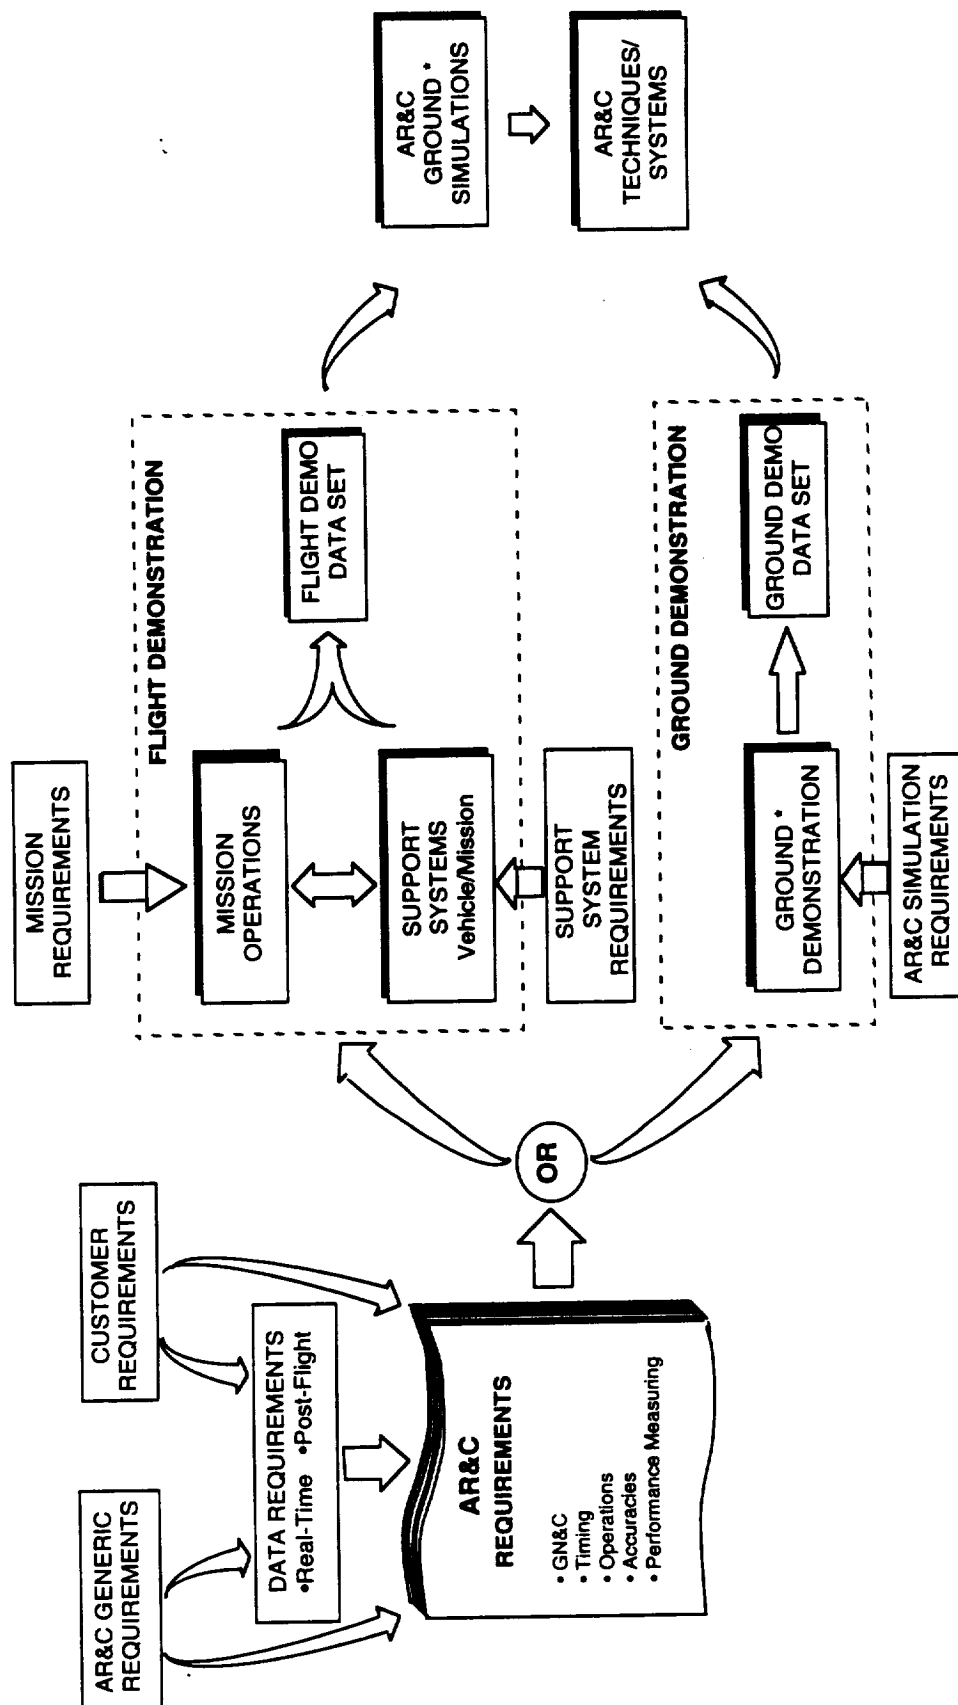 AR&C GENERIC
REQUIREMENTS
CUSTOMER
REQUIREMENTS
DATA REQUIREMENTS
•Real-Time •Post-Flight
AR&C
REQUIREMENTS
• GN&C
• Timing
• Operations
• Accuracies
• Performance Measuring
OR
MISSION
REQUIREMENTS
FLIGHT DEMONSTRATION
MISSION
OPERATIONS
SUPPORT
SYSTEMS
Vehicle/Mission
FLIGHT DEMO
DATA SET
SUPPORT
SYSTEM
REQUIREMENTS
GROUND DEMONSTRATION
GROUND *
DEMONSTRATION
GROUND DEMO
DATA SET
AR&C SIMULATION
REQUIREMENTS
AR&C
GROUND *
SIMULATIONS
AR&C
TECHNIQUES/
SYSTEMS